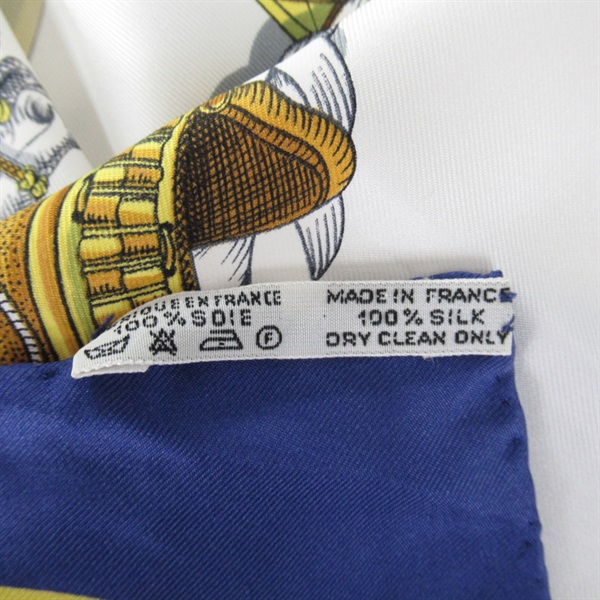 QUE EN FRANCE
100% SOIE
F
MADE IN FRANCE
100% SILK
DRY CLEAN ONLY